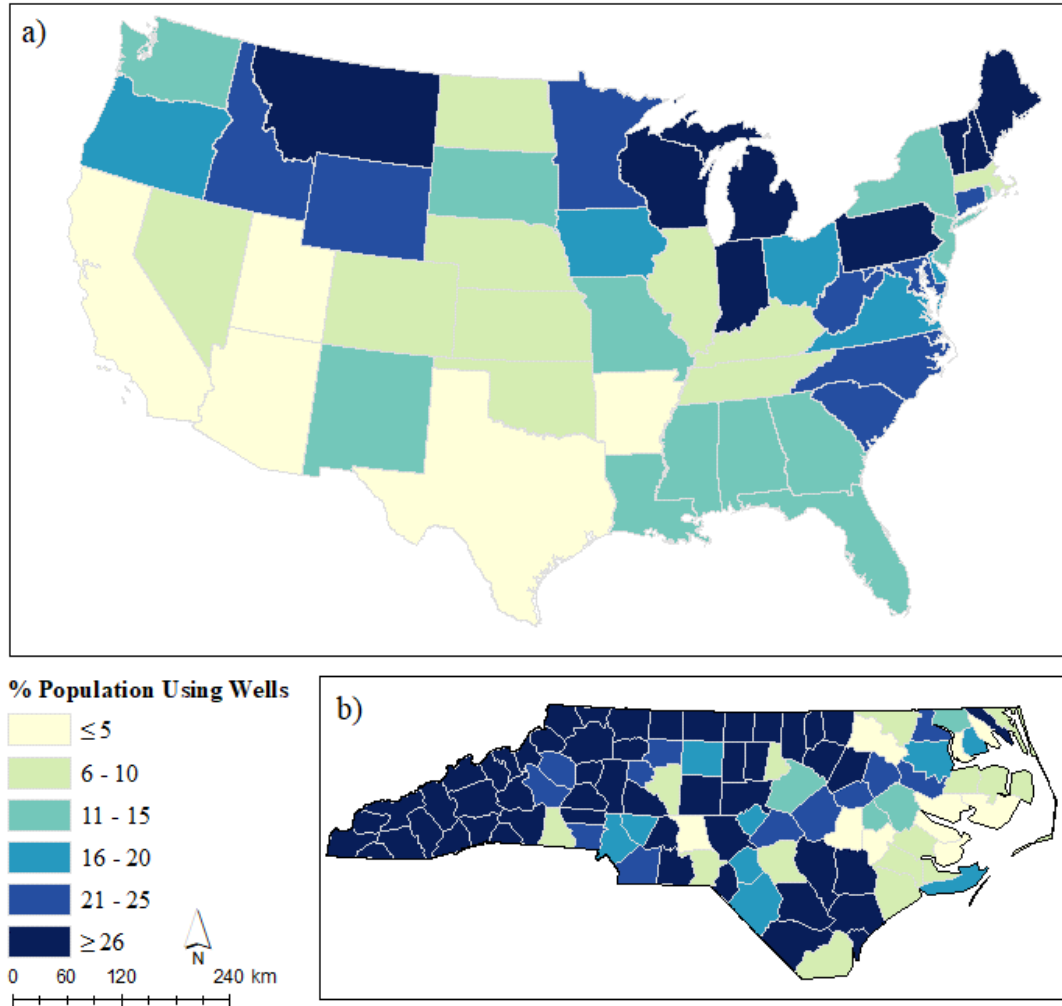 a)
% Population Using Wells
≤ 5
6 - 10
11 - 15
16 - 20
21 - 25
≥ 26
N
0 60 120 240 km
b)